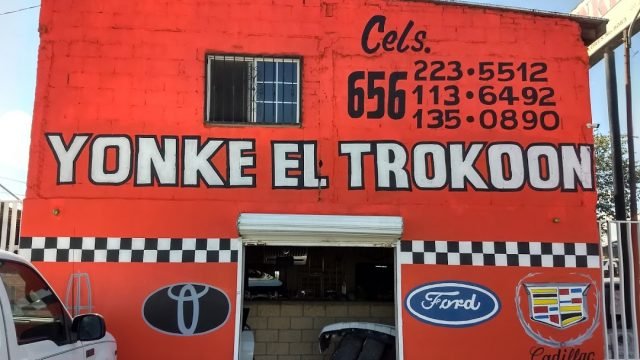 Cels.
656 223•5512
113•6492
135•0890
YONKE EL TROKOON
Ford
Cadillac